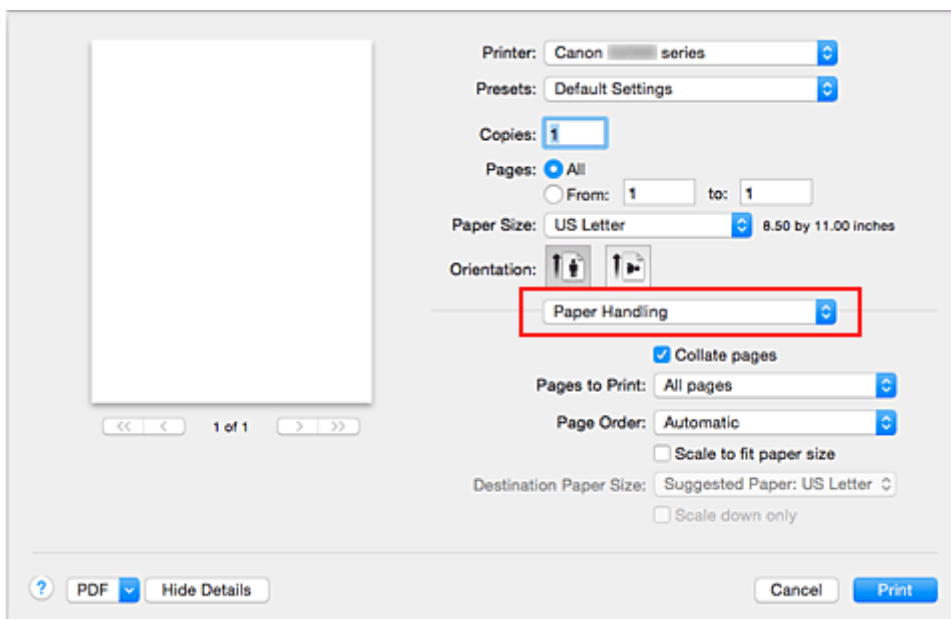 Printer: Canon series
Presets: Default Settings
Copies: 1
Pages: All
From: 1 to: 1
Paper Size: US Letter 8.50 by 11.00 inches
Orientation:
Paper Handling
Collate pages
Pages to Print: All pages
1 of 1
Page Order: Automatic
Scale to fit paper size
Destination Paper Size: Suggested Paper: US Letter
Scale down only
? PDF Hide Details Cancel Print